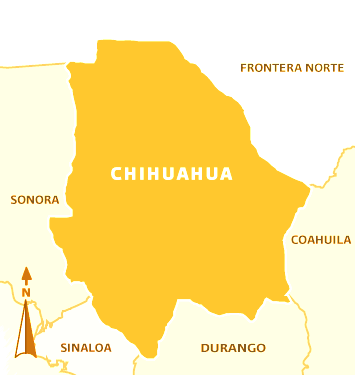 FRONTERA NORTE
CHIHUAHUA
SONORA
COAHUILA
N
SINALOA
DURANGO